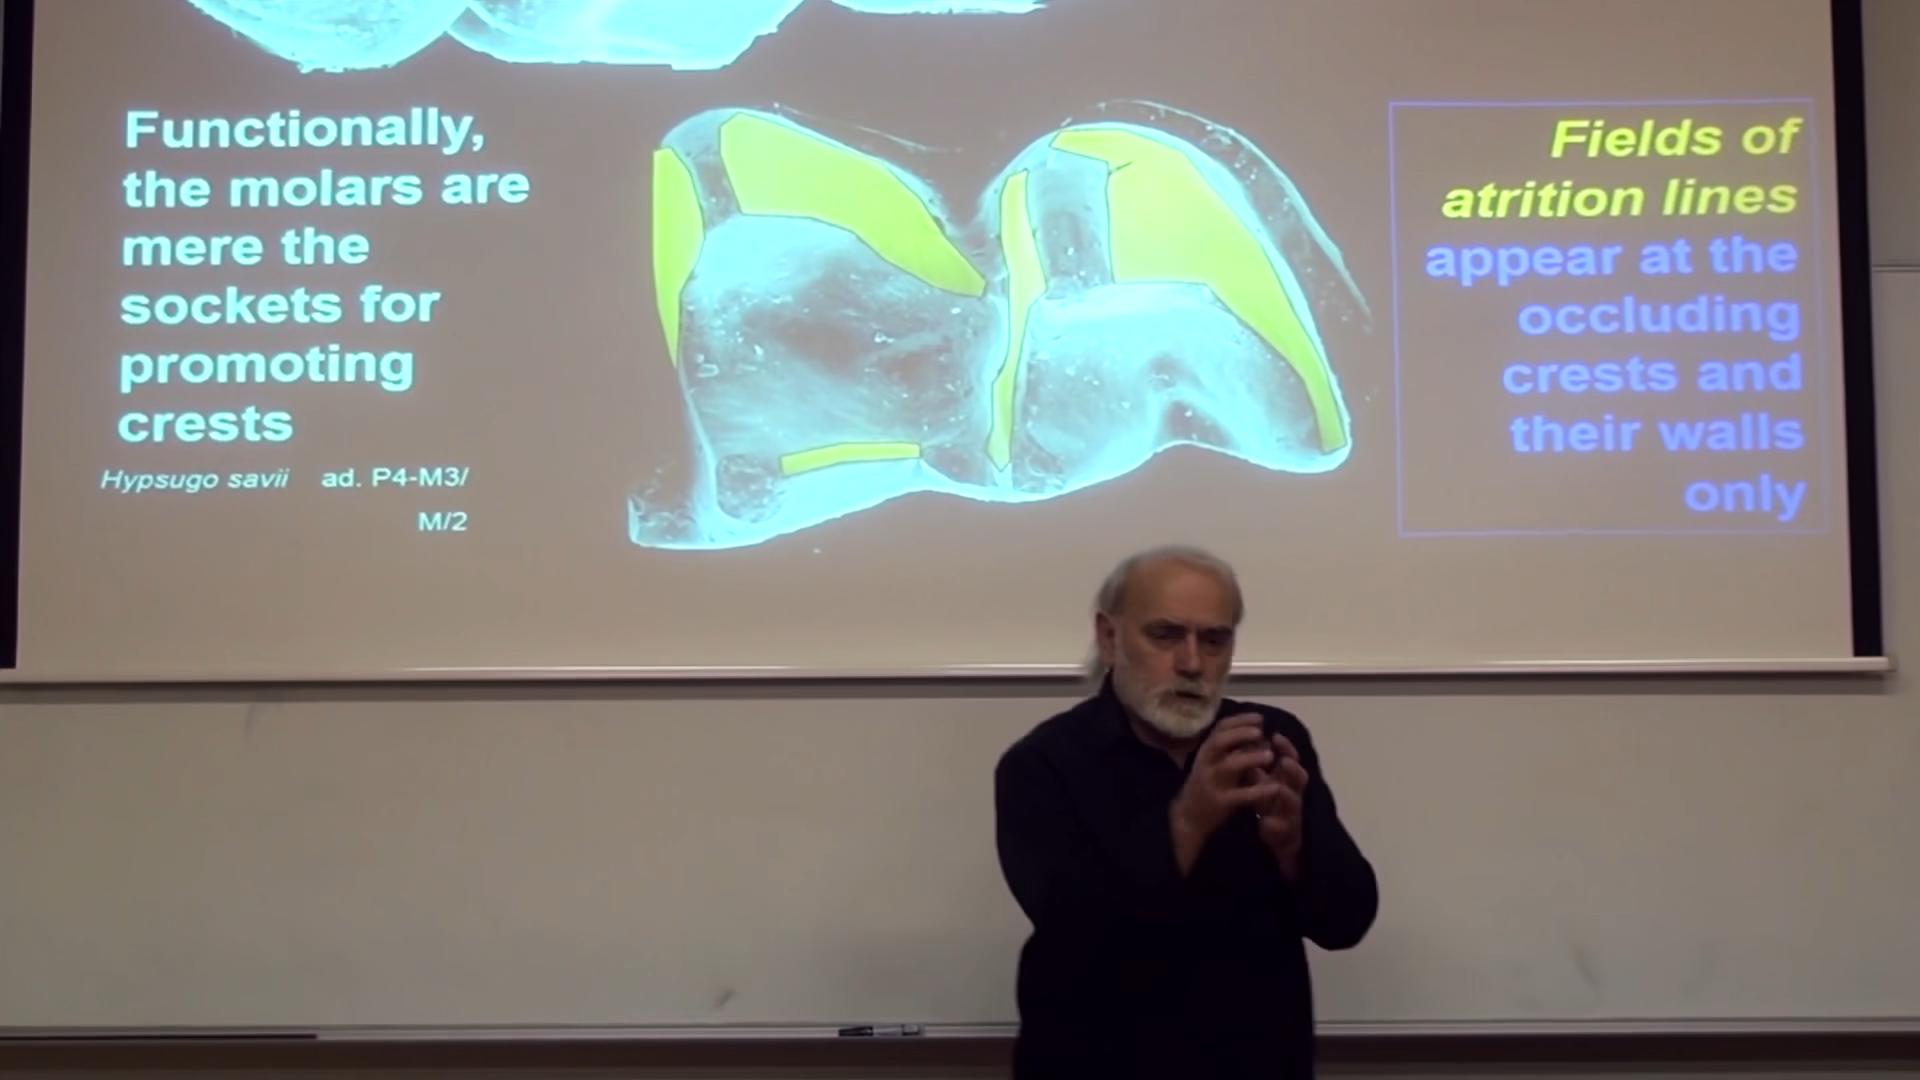 Functionally,
the molars are
mere the
sockets for
promoting
crests
Hypsugo savii ad. P4-M3/
M/2
Fields of
atrition lines
appear at the
occluding
crests and
their walls
only